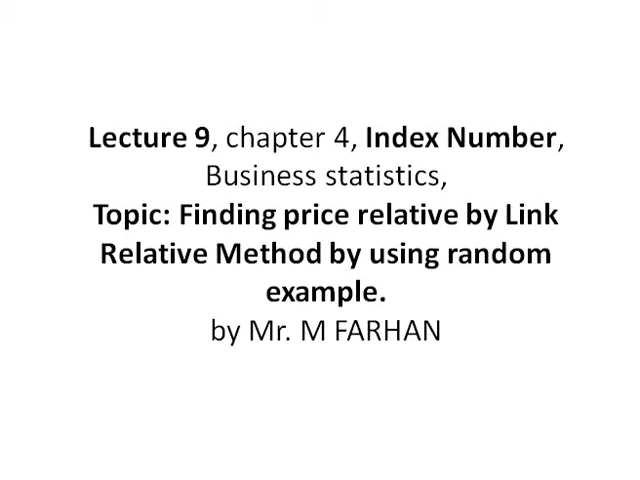 Lecture 9, chapter 4, Index Number,
Business statistics,
Topic: Finding price relative by Link
Relative Method by using random
example.
by Mr. M FARHAN